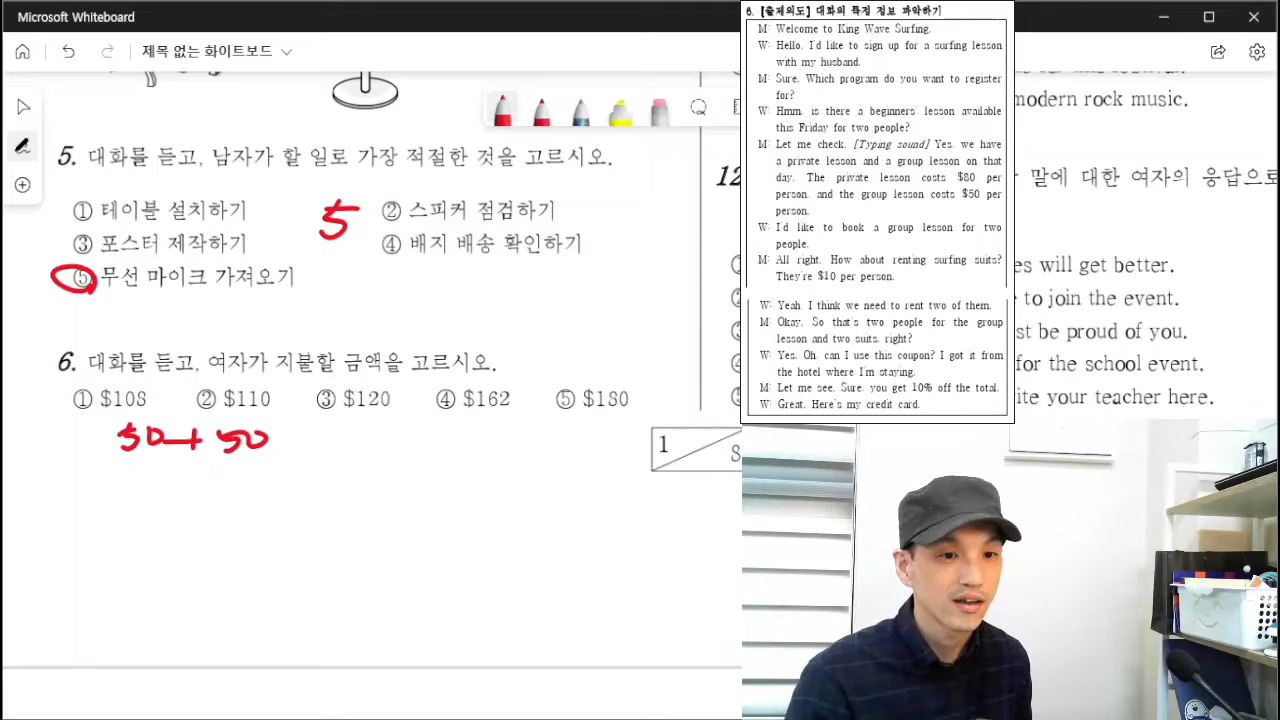 Microsoft Whiteboard
제목 없는 화이트보드
5. 대화를 듣고, 남자가 할 일로 가장 적절한 것을 고르시오.
① 테이블 설치하기
② 스피커 점검하기
③ 포스터 제작하기
④ 배지 배송 확인하기
⑤ 무선 마이크 가져오기
5
6. 대화를 듣고, 여자가 지불할 금액을 고르시오.
① $108
② $110
③ $120
④ $162
⑤ $180
50+50
1
6. [출제의도] 대화의 특정 정보 파악하기
M: Welcome to King Wave Surfing.
W: Hello. I'd like to sign up for a surfing lesson
with my husband.
M: Sure. Which program do you want to register
for?
W: Hmm. is there a beginners' lesson available
this Friday for two people?
M: Let me check. [Typing sound] Yes. we have
a private lesson and a group lesson on that
day. The private lesson costs $80 per
person. and the group lesson costs $50 per
person.
W: I'd like to book a group lesson for two
people.
M: All right. How about renting surfing suits?
They're $10 per person.
W: Yeah. I think we need to rent two of them.
M: Okay. So that's two people for the group
lesson and two suits. right?
W: Yes. Oh. can I use this coupon? I got it from
the hotel where I'm staying.
M: Let me see. Sure. you get 10% off the total.
W: Great. Here's my credit card.
modern rock music.
12
말에 대한 여자의 응답으로
es will get better.
to join the event.
st be proud of you.
for the school event.
ite your teacher here.